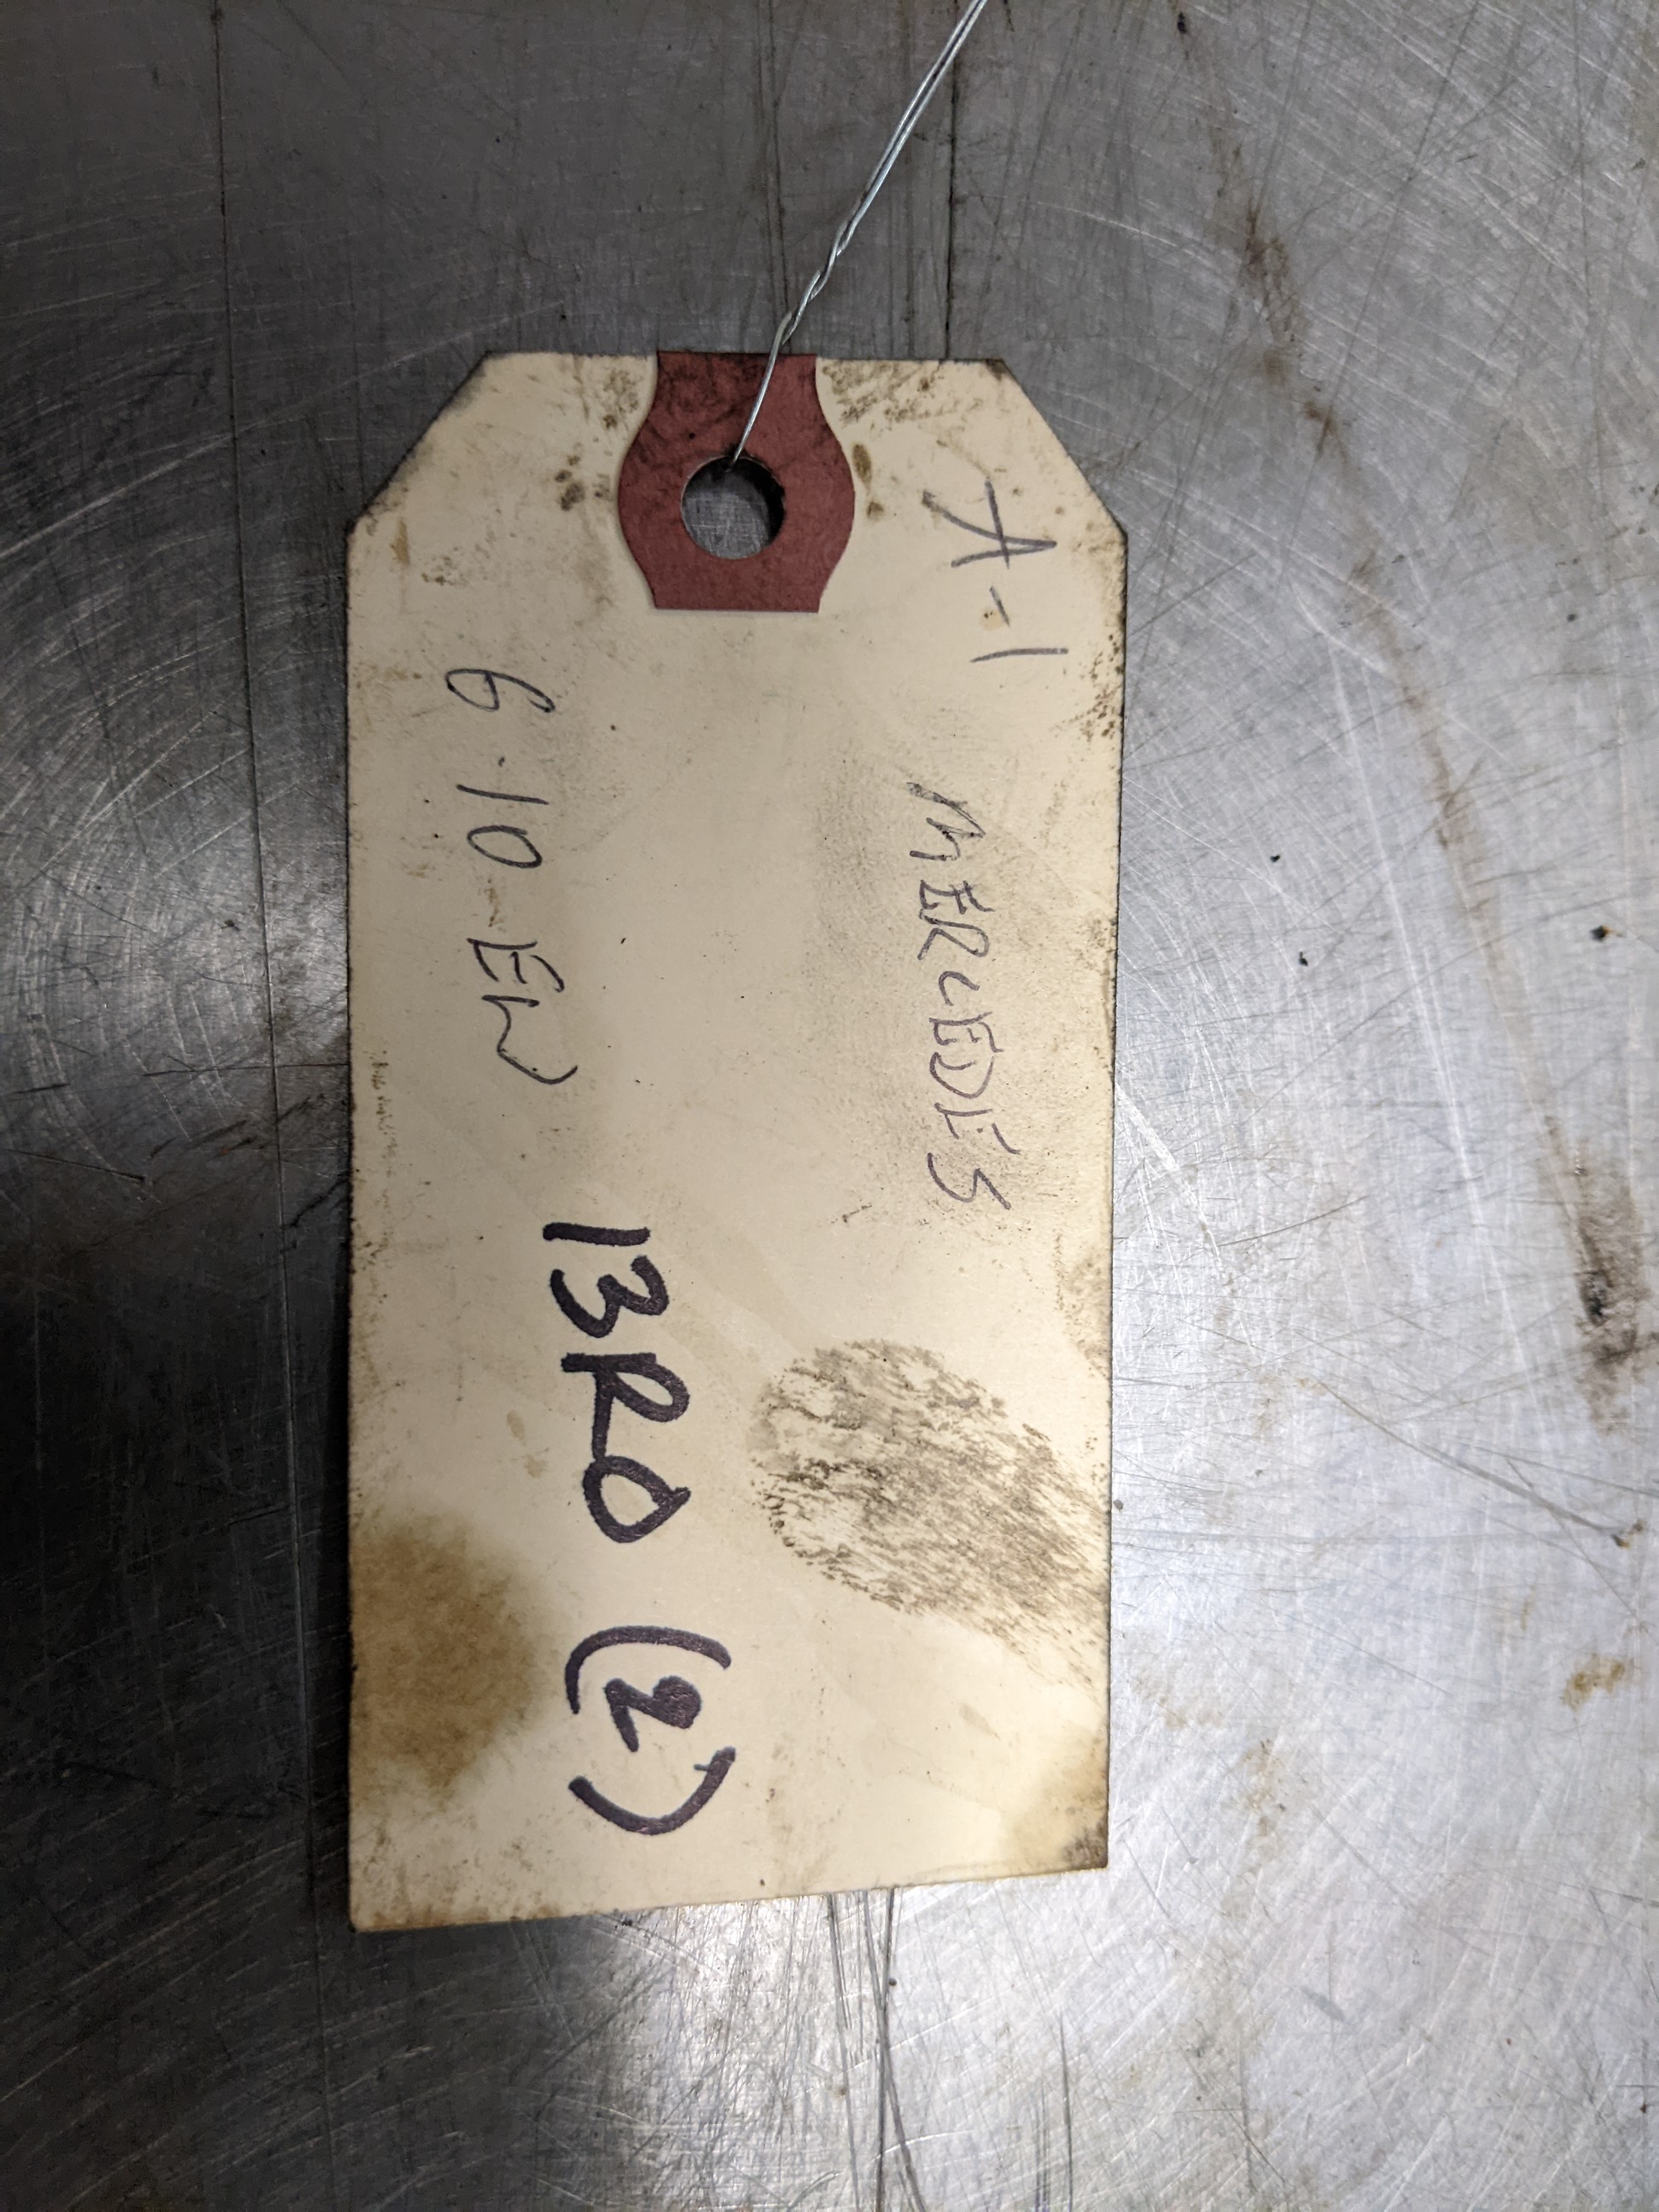 A-1
MERCEDES
6-10 EW
13RO (2)